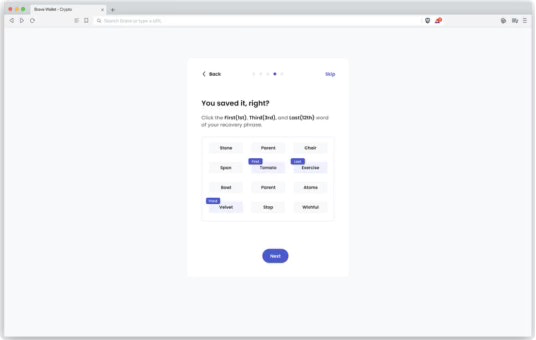 Brave Wallet - Crypto
Search Brave or type a URL
Back
Skip
You saved it, right?
Click the First(1st), Third(3rd), and Last(12th) word
of your recovery phrase.
Stone Parent Chair
First Last
Span Tomato Exercise
Bowl Parent Atoms
Third
Velvet Stop Wishful
Next